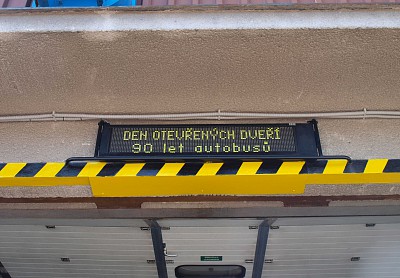 DEN OTEVŘENÝCH DVEŘÍ
90 let autobusů